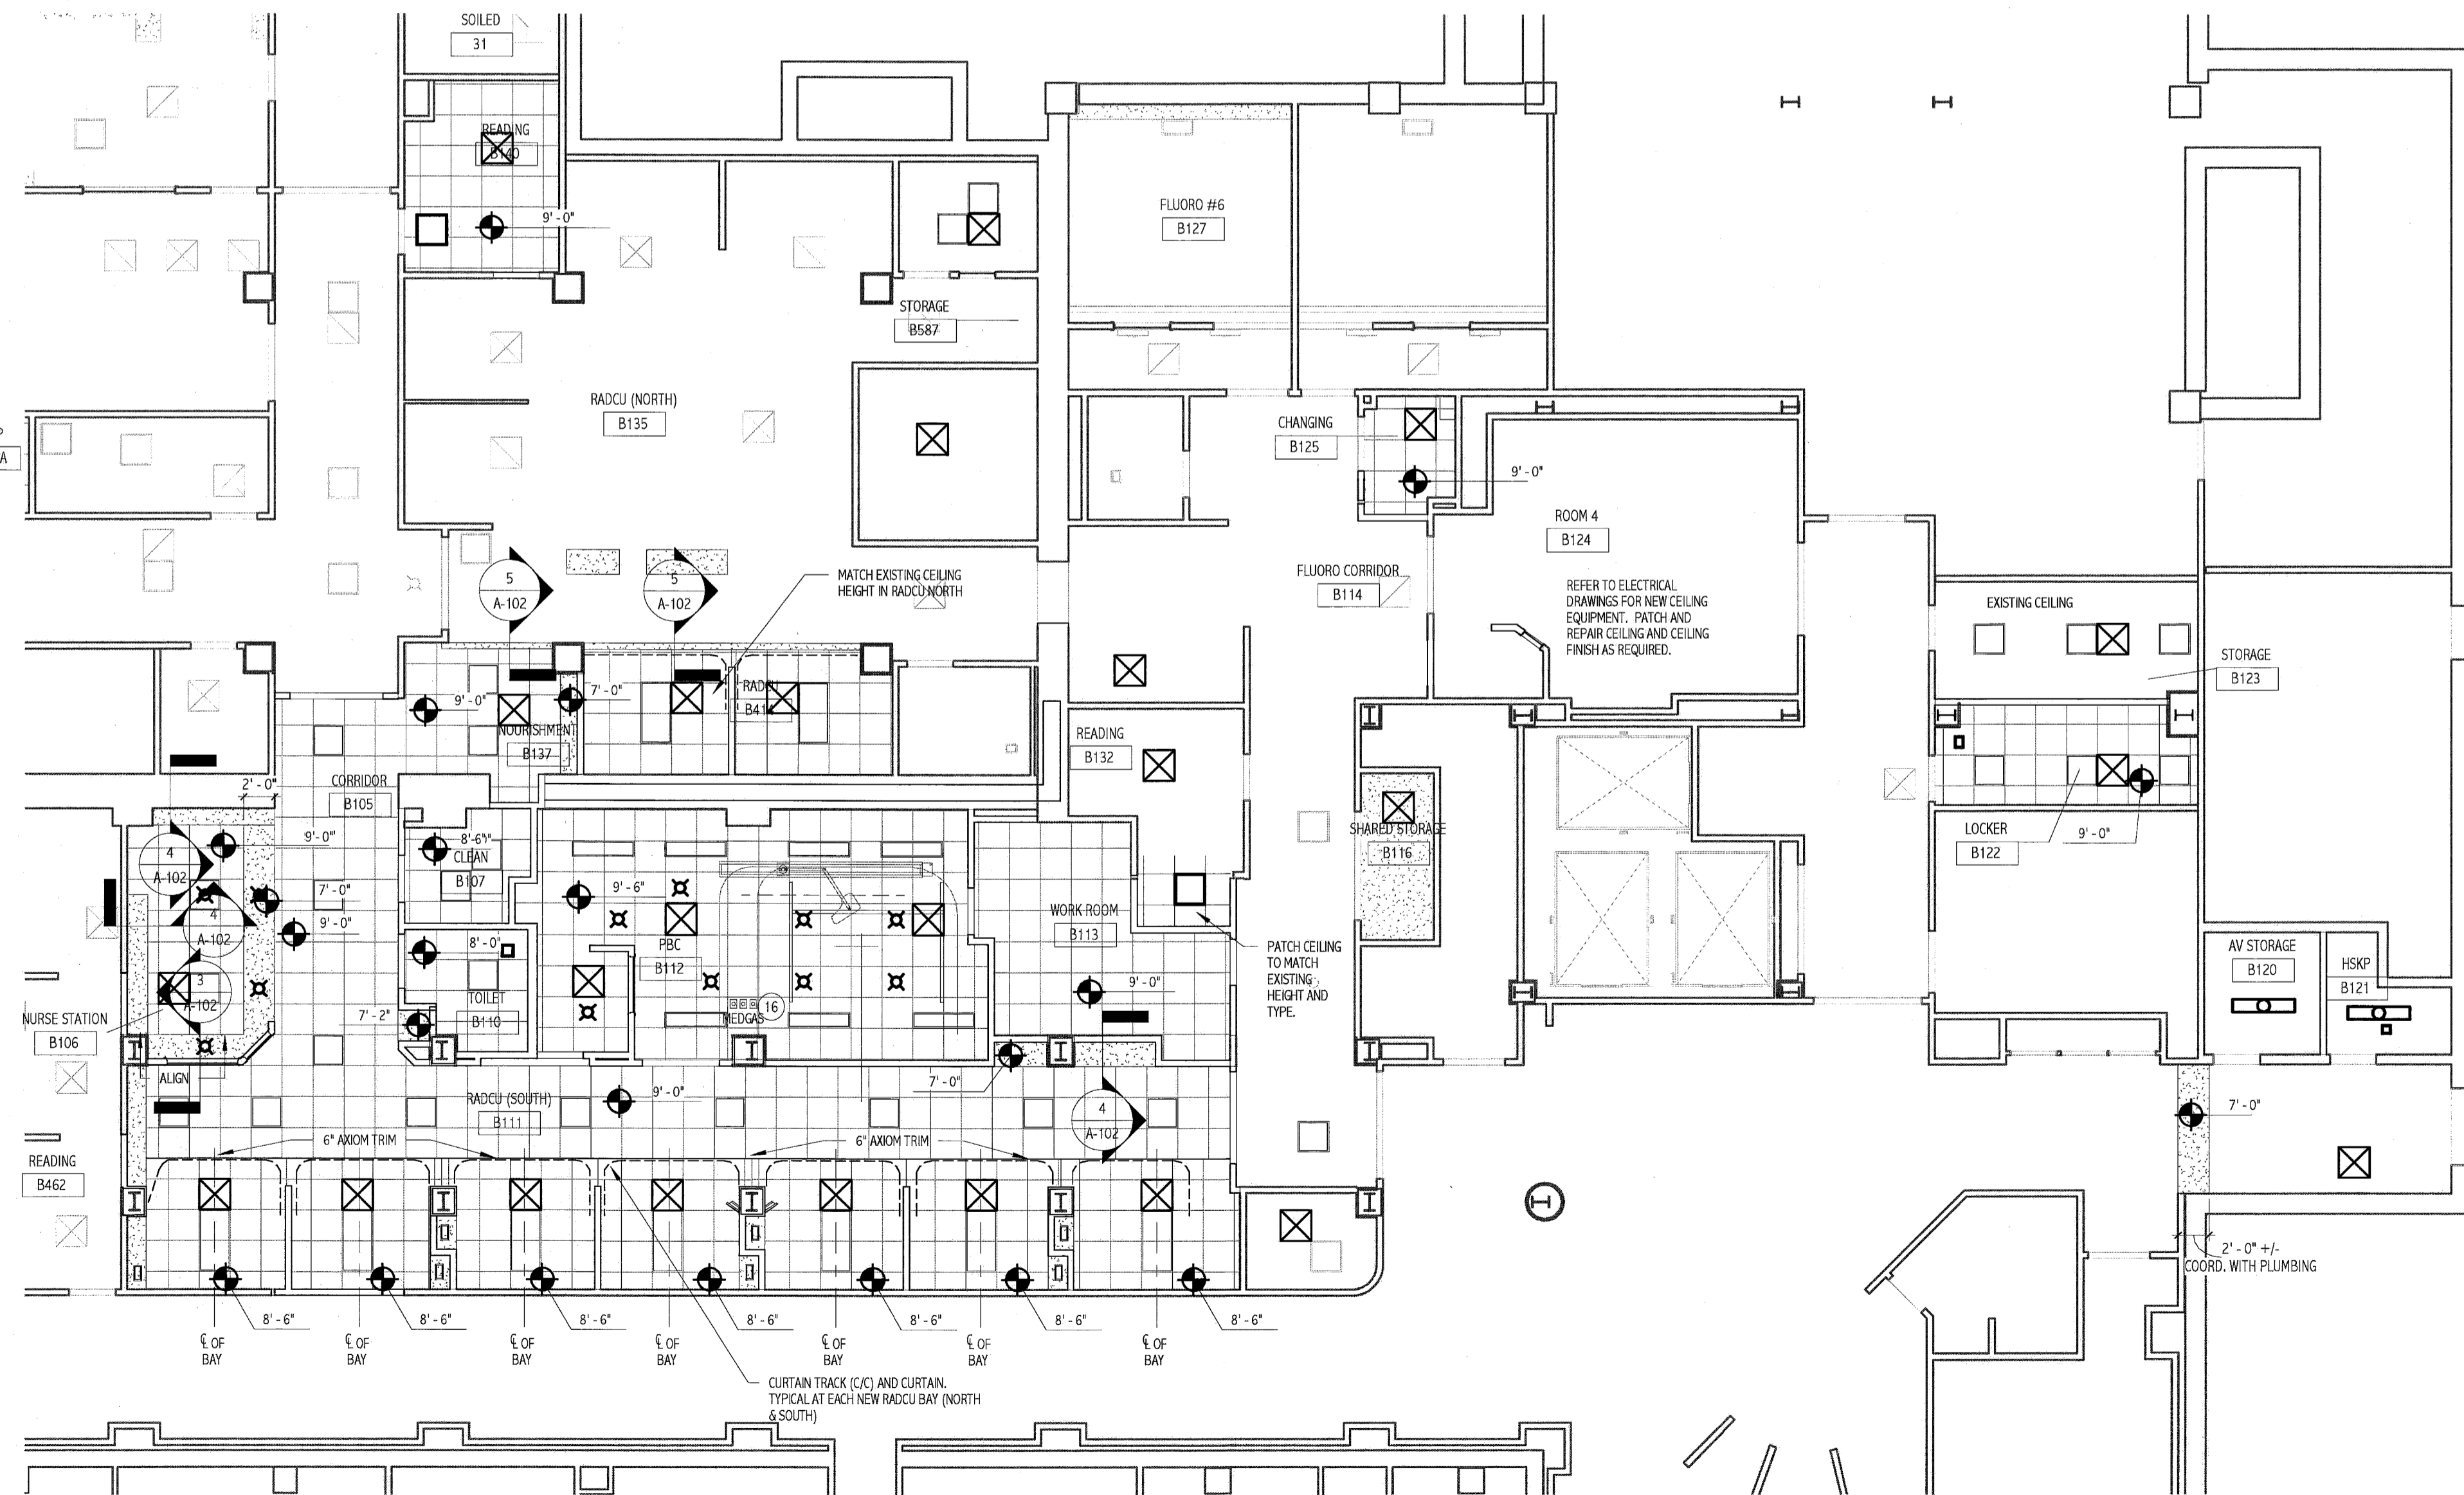 SOILED
31
READING
B140
9'-0"
FLUORO #6
B127
STORAGE
B587
RADCU (NORTH)
B135
CHANGING
B125
9'-0"
A
ROOM 4
B124
REFER TO ELECTRICAL
DRAWINGS FOR NEW CEILING
EQUIPMENT. PATCH AND
REPAIR CEILING AND CEILING
FINISH AS REQUIRED.
5
A-102
5
A-102
MATCH EXISTING CEILING
HEIGHT IN RADCU NORTH
FLUORO CORRIDOR
B114
EXISTING CEILING
STORAGE
B123
9'-0"
7'-0"
RADCU
B414
NOURISHMENT
B137
READING
B132
CORRIDOR
B105
2'-0"
9'-0"
8'-6"
CLEAN
B107
SHARED STORAGE
B116
LOCKER
B122
9'-0"
4
A-102
7'-0"
9'-0"
4
A-102
9'-6"
PBC
B112
WORK ROOM
B113
8'-0"
3
A-102
TOILET
B110
7'-2"
16
MEDGAS
9'-0"
PATCH CEILING
TO MATCH
EXISTING
HEIGHT AND
TYPE.
AV STORAGE
B120
HSKP
B121
NURSE STATION
B106
ALIGN
7'-0"
RADCU (SOUTH)
B111
9'-0"
4
A-102
7'-0"
6" AXIOM TRIM
6" AXIOM TRIM
READING
B462
2'-0" +/-
COORD. WITH PLUMBING
8'-6"
8'-6"
8'-6"
8'-6"
8'-6"
8'-6"
8'-6"
℄ OF
BAY
℄ OF
BAY
℄ OF
BAY
℄ OF
BAY
℄ OF
BAY
℄ OF
BAY
℄ OF
BAY
CURTAIN TRACK (C/C) AND CURTAIN.
TYPICAL AT EACH NEW RADCU BAY (NORTH
& SOUTH)